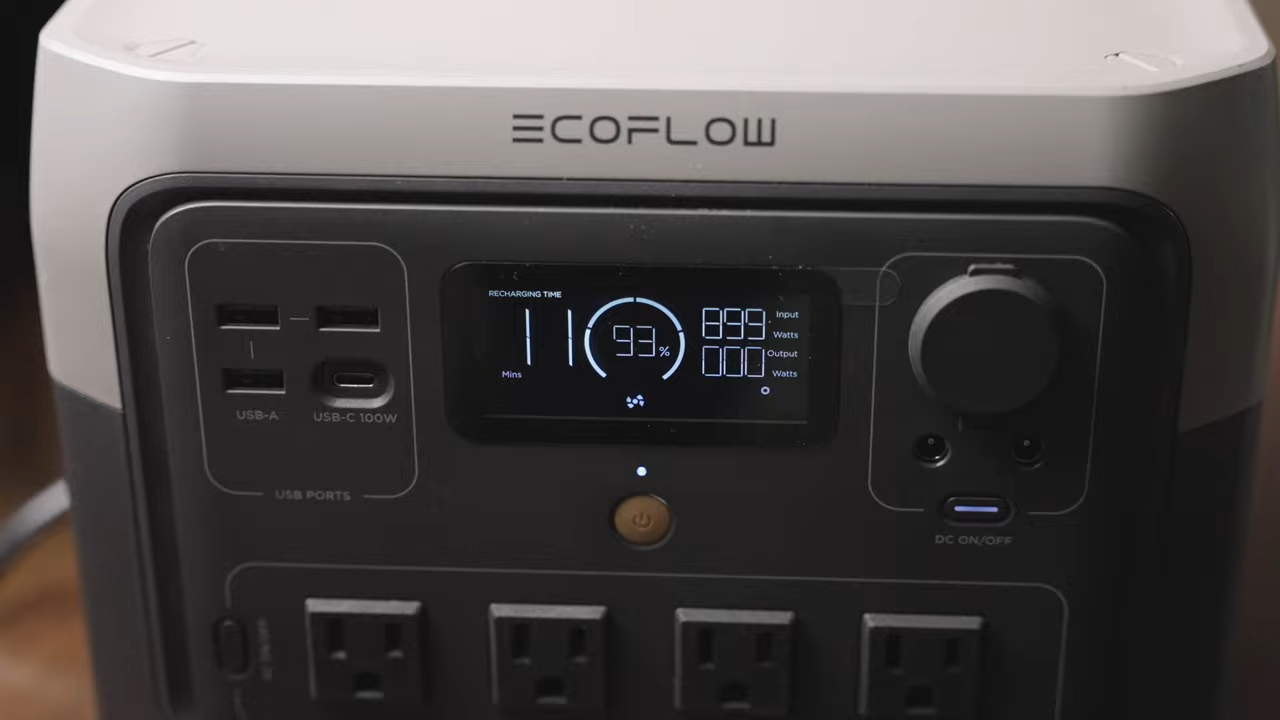 ECOFLOW
RECHARGING TIME
11
Mins
93%
899 Input Watts
000 Output Watts
USB-A
USB-C 100W
USB PORTS
DC ON/OFF